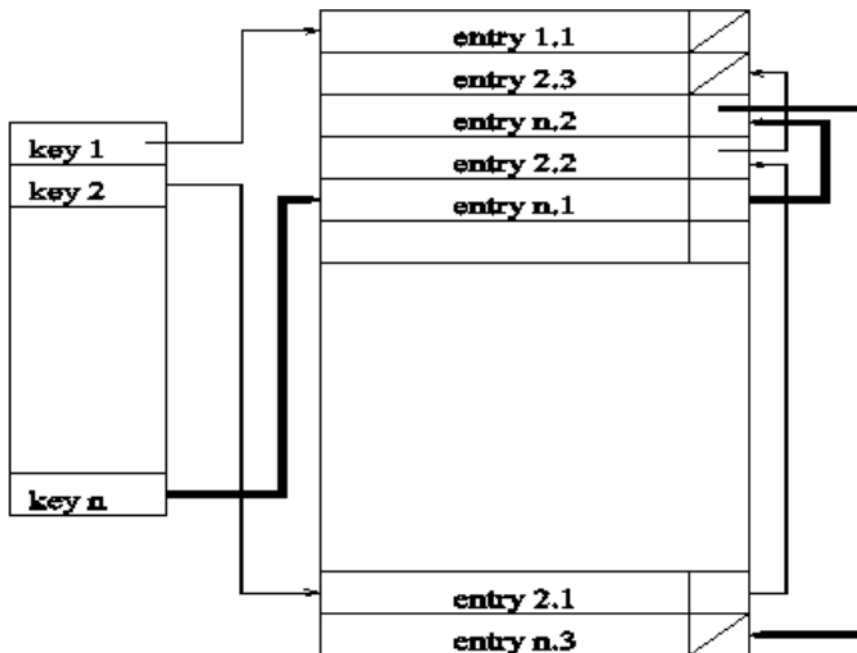 key 1
key 2
key n
entry 1.1
entry 2.3
entry n.2
entry 2.2
entry n.1
entry 2.1
entry n.3